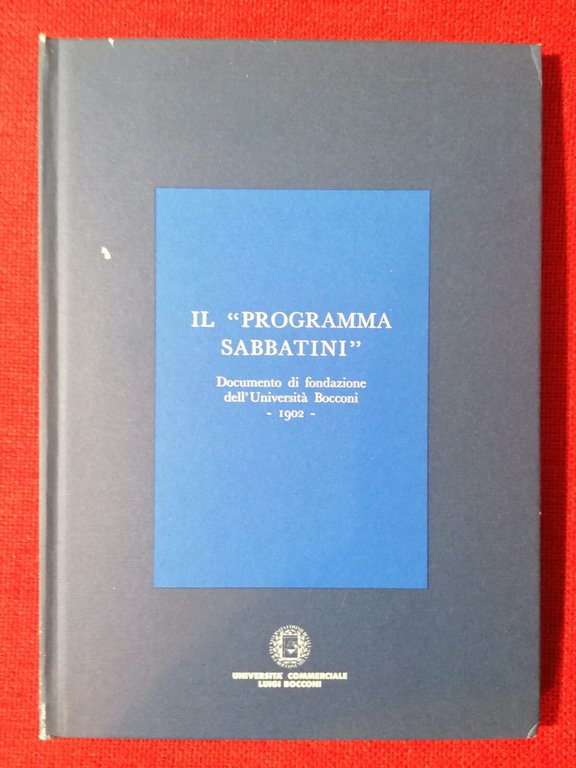 IL “PROGRAMMA
SABBATINI”
Documento di fondazione
dell'Università Bocconi
- 1902 -
UNIVERSITA' COMMERCIALE
LUIGI BOCCONI